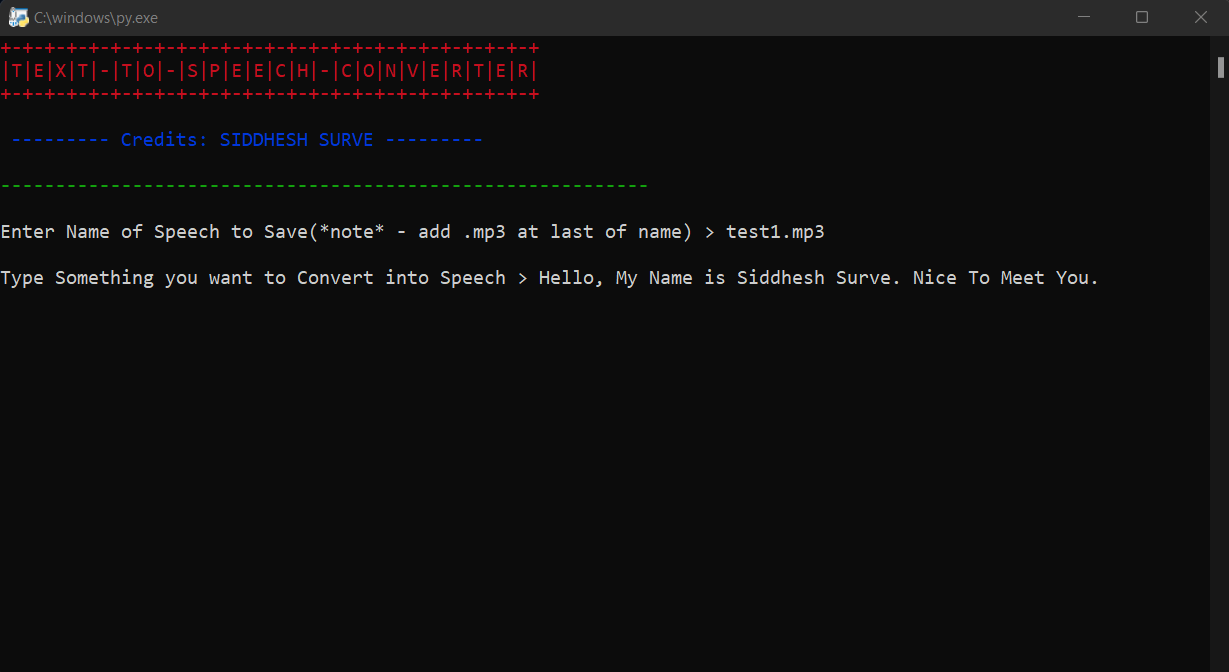 C:\windows\py.exe
+-+-+-+-+-+-+-+-+-+-+-+-+-+-+-+-+-+-+-+-+-+-+-+-+
|T|E|X|T|-|T|O|-|S|P|E|E|C|H|-|C|O|N|V|E|R|T|E|R|
+-+-+-+-+-+-+-+-+-+-+-+-+-+-+-+-+-+-+-+-+-+-+-+-+
--------- Credits: SIDDHESH SURVE ---------
-----------------------------------------------------------
Enter Name of Speech to Save(*note* - add .mp3 at last of name) > test1.mp3
Type Something you want to Convert into Speech > Hello, My Name is Siddhesh Surve. Nice To Meet You.